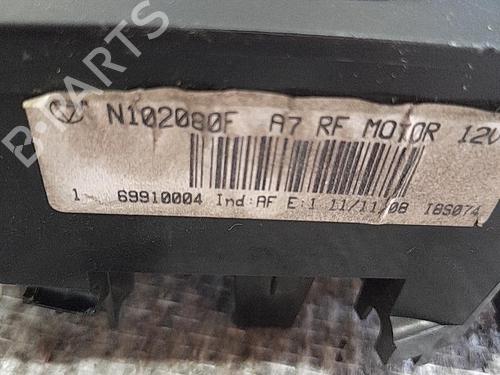 B-PARTS
N102080F A7 RF MOTOR 12V
1 69910004 Ind:AF E:1 11/11/08 I8S074